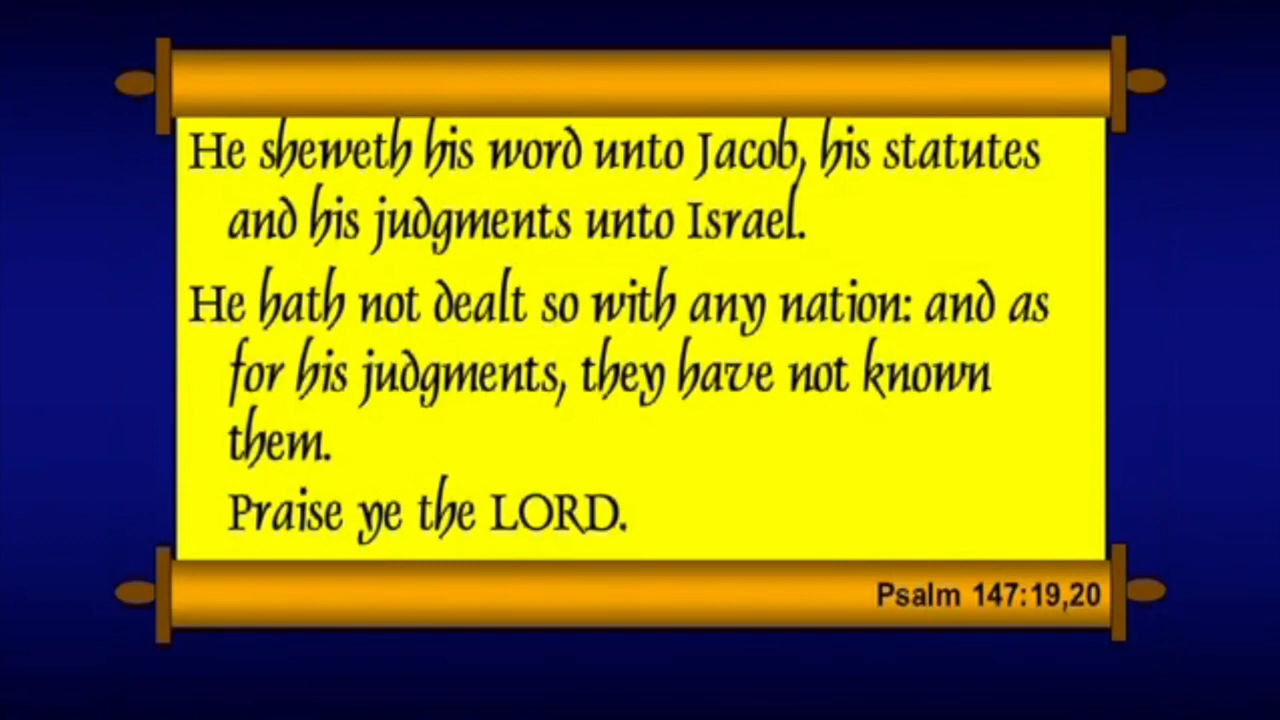 He sheweth his word unto Jacob, his statutes
and his judgments unto Israel.
He hath not dealt so with any nation: and as
for his judgments, they have not known
them.
Praise ye the LORD.
Psalm 147:19,20